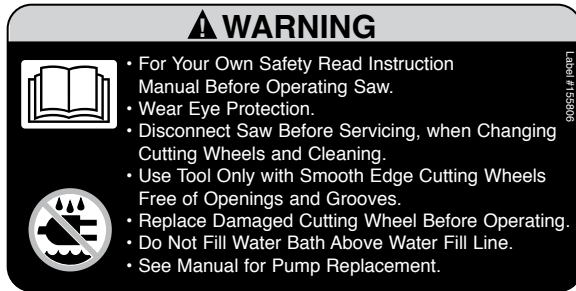 WARNING
• For Your Own Safety Read Instruction
Manual Before Operating Saw.
• Wear Eye Protection.
• Disconnect Saw Before Servicing, when Changing
Cutting Wheels and Cleaning.
• Use Tool Only with Smooth Edge Cutting Wheels
Free of Openings and Grooves.
• Replace Damaged Cutting Wheel Before Operating.
• Do Not Fill Water Bath Above Water Fill Line.
• See Manual for Pump Replacement.
Label #155806